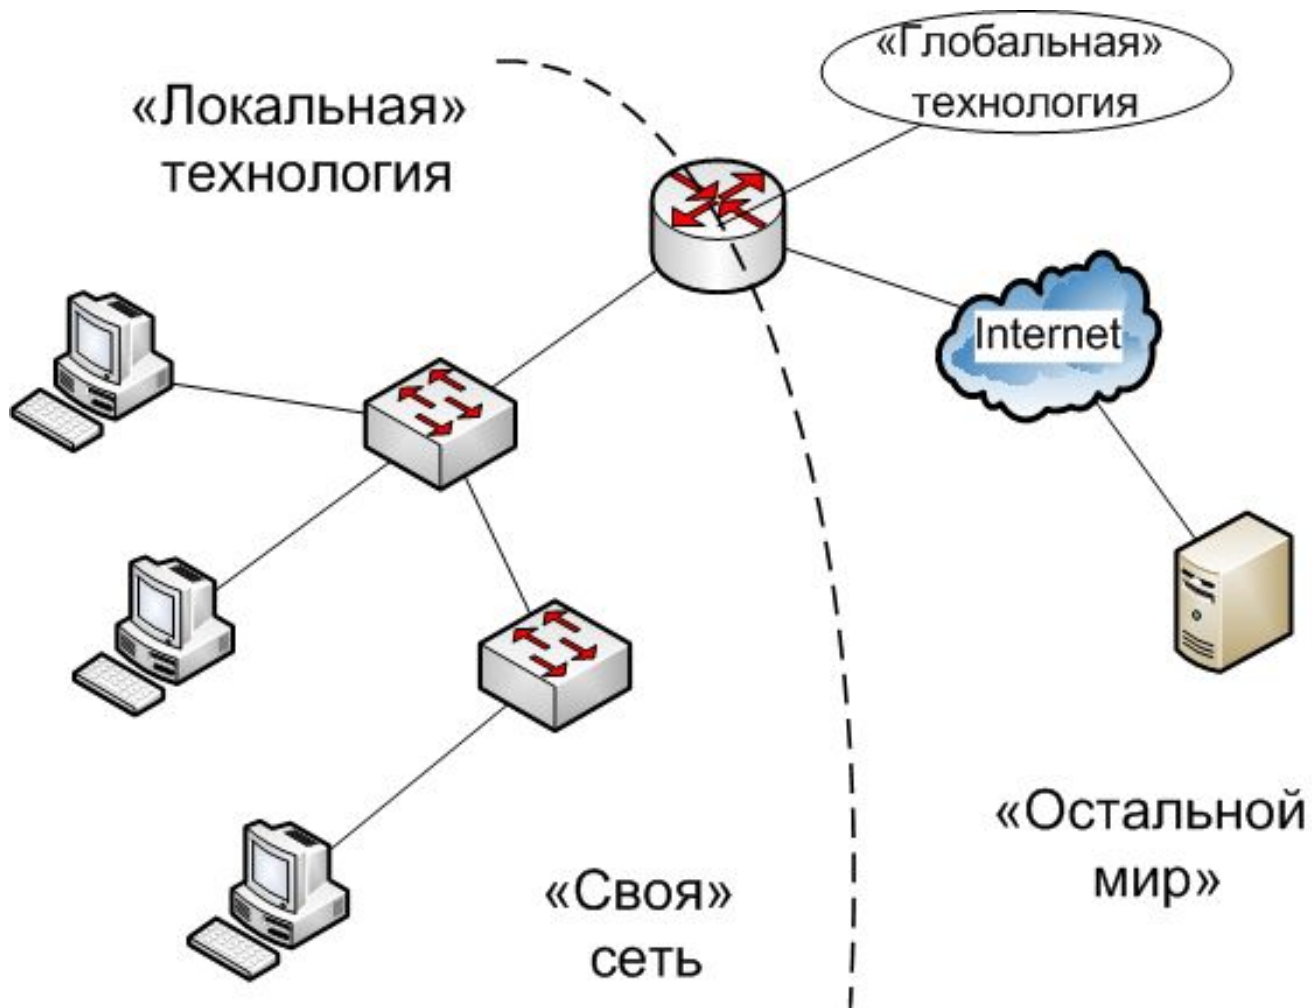 «Глобальная»
технология
«Локальная»
технология
Internet
«Остальной
мир»
«Своя»
сеть